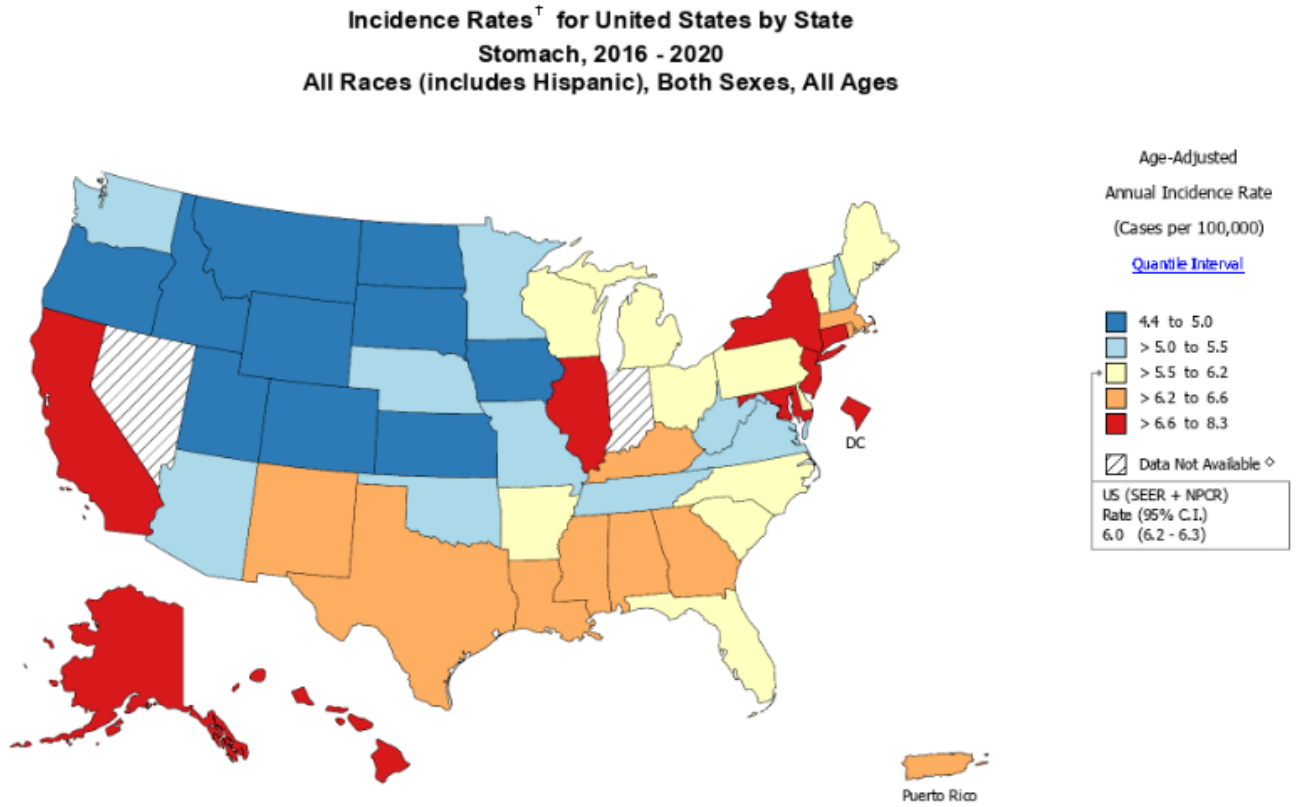 Incidence Rates† for United States by State
Stomach, 2016 - 2020
All Races (includes Hispanic), Both Sexes, All Ages
Age-Adjusted
Annual Incidence Rate
(Cases per 100,000)
Quantile Interval
4.4 to 5.0
> 5.0 to 5.5
> 5.5 to 6.2
> 6.2 to 6.6
> 6.6 to 8.3
Data Not Available ◇
US (SEER + NPCR)
Rate (95% C.I.)
6.0 (6.2 - 6.3)
DC
Puerto Rico